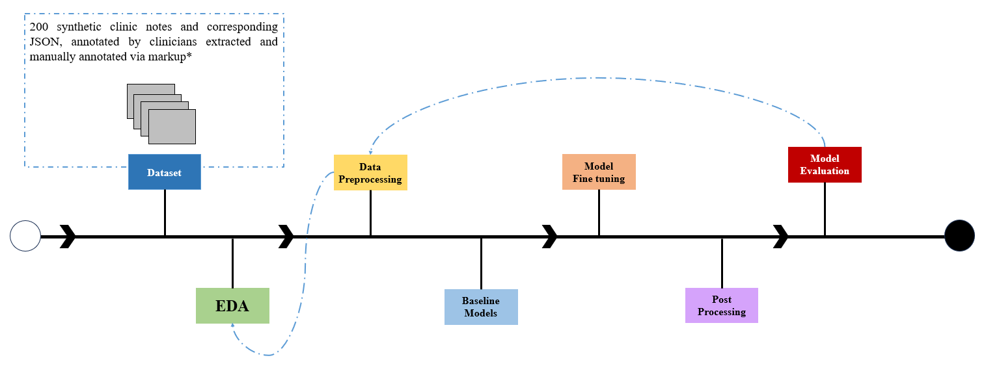 200 synthetic clinic notes and corresponding
JSON, annotated by clinicians extracted and
manually annotated via markup*
Dataset
Data
Preprocessing
Model
Fine tuning
Model
Evaluation
EDA
Baseline
Models
Post
Processing